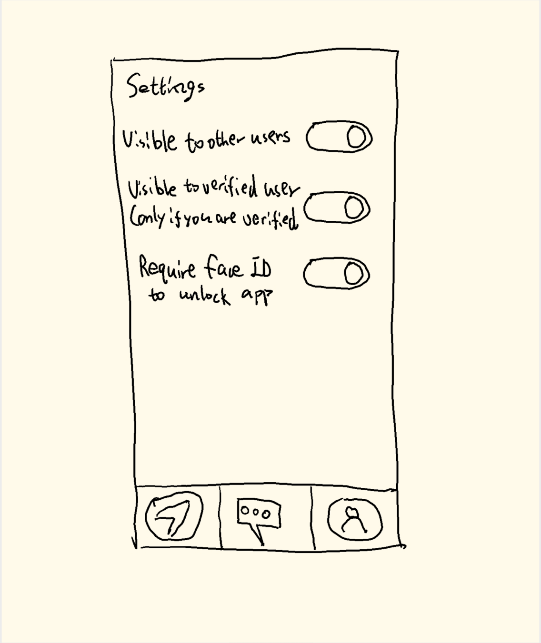 Settings
Visible to other users
Visible to verified user
(only if you are verified
Require face ID
to unlock app